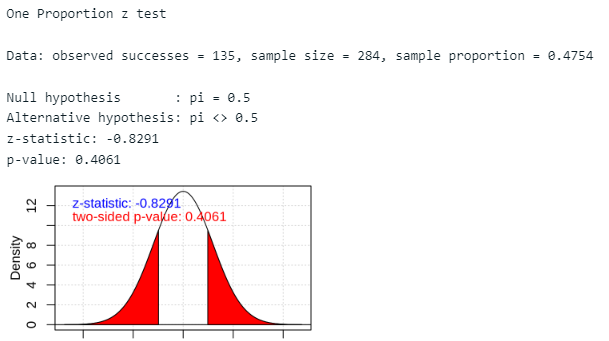 One Proportion z test
Data: observed successes = 135, sample size = 284, sample proportion = 0.4754
Null hypothesis       : pi = 0.5
Alternative hypothesis: pi <> 0.5
z-statistic: -0.8291
p-value: 0.4061
z-statistic: -0.8291
two-sided p-value: 0.4061
Density
12
8
6
4
2
0